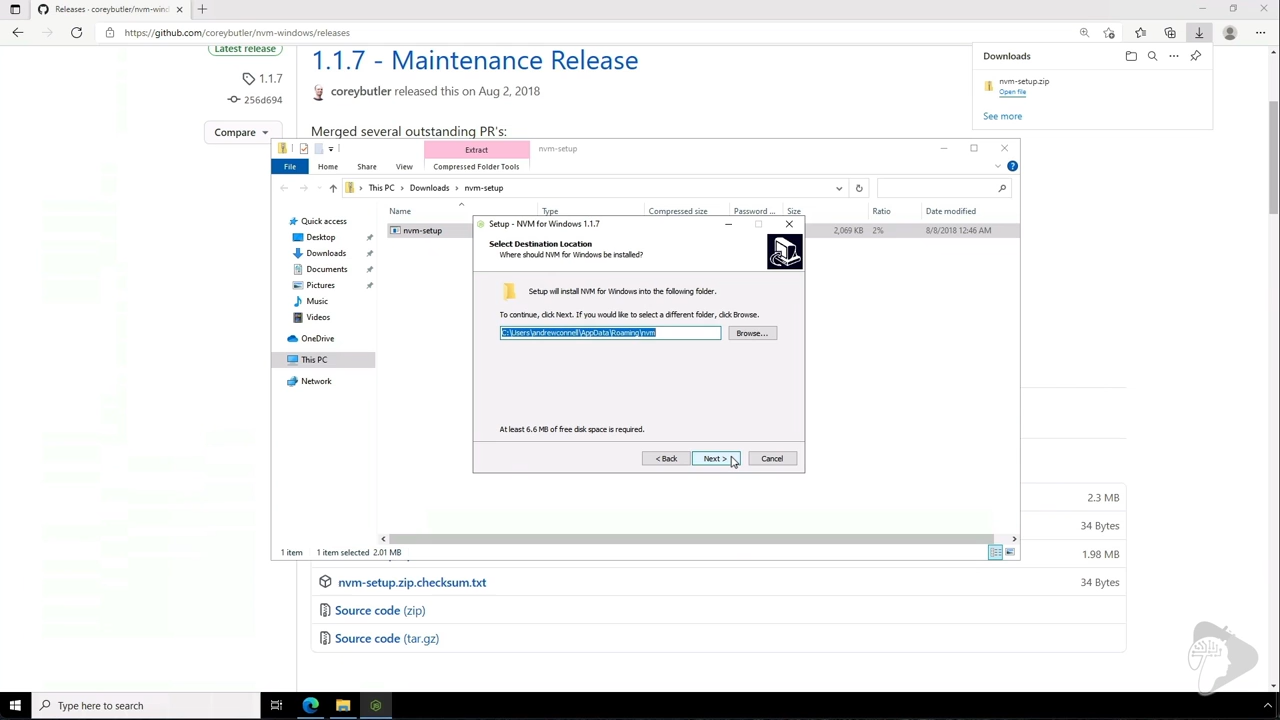 Releases · coreybutler/nvm-wind
https://github.com/coreybutler/nvm-windows/releases
Latest release
1.1.7 - Maintenance Release
1.1.7
coreybutler released this on Aug 2, 2018
256d694
Compare
Merged several outstanding PR's:
Downloads
nvm-setup.zip
Open file
See more
Extract
nvm-setup
File
Home
Share
View
Compressed Folder Tools
This PC
Downloads
nvm-setup
Name
Type
Compressed size
Password ...
Size
Ratio
Date modified
nvm-setup
2,069 KB
2%
8/8/2018 12:46 AM
Quick access
Desktop
Downloads
Documents
Pictures
Music
Videos
OneDrive
This PC
Network
Setup - NVM for Windows 1.1.7
Select Destination Location
Where should NVM for Windows be installed?
Setup will install NVM for Windows into the following folder.
To continue, click Next. If you would like to select a different folder, click Browse.
C:\Users\andrewconnell\AppData\Roaming\nvm
Browse...
At least 6.6 MB of free disk space is required.
< Back
Next >
Cancel
1 item
1 item selected 2.01 MB
2.3 MB
34 Bytes
1.98 MB
nvm-setup.zip.checksum.txt
34 Bytes
Source code (zip)
Source code (tar.gz)
Type here to search